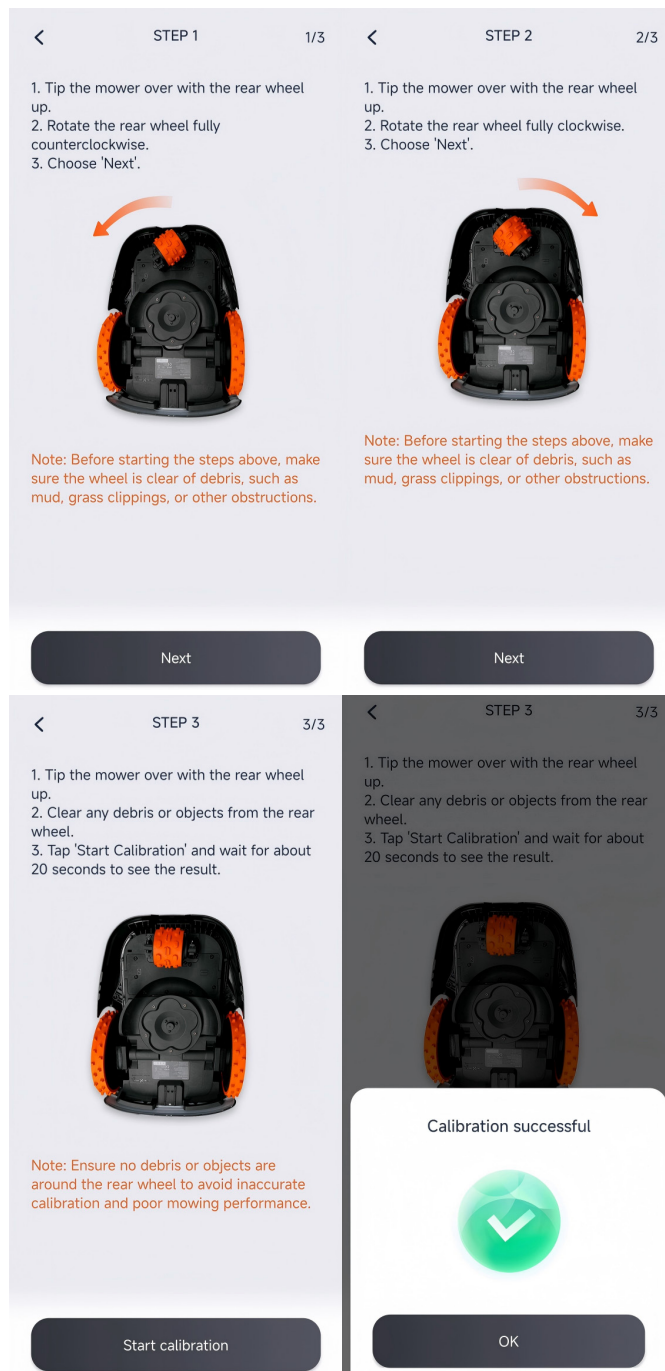 STEP 1
1/3
1. Tip the mower over with the rear wheel
up.
2. Rotate the rear wheel fully
counterclockwise.
3. Choose 'Next'.
Note: Before starting the steps above, make
sure the wheel is clear of debris, such as
mud, grass clippings, or other obstructions.
Next
STEP 2
2/3
1. Tip the mower over with the rear wheel
up.
2. Rotate the rear wheel fully clockwise.
3. Choose 'Next'.
Note: Before starting the steps above, make
sure the wheel is clear of debris, such as
mud, grass clippings, or other obstructions.
Next
STEP 3
3/3
1. Tip the mower over with the rear wheel
up.
2. Clear any debris or objects from the rear
wheel.
3. Tap 'Start Calibration' and wait for about
20 seconds to see the result.
Note: Ensure no debris or objects are
around the rear wheel to avoid inaccurate
calibration and poor mowing performance.
Start calibration
STEP 3
3/3
1. Tip the mower over with the rear wheel
up.
2. Clear any debris or objects from the rear
wheel.
3. Tap 'Start Calibration' and wait for about
20 seconds to see the result.
Calibration successful
OK